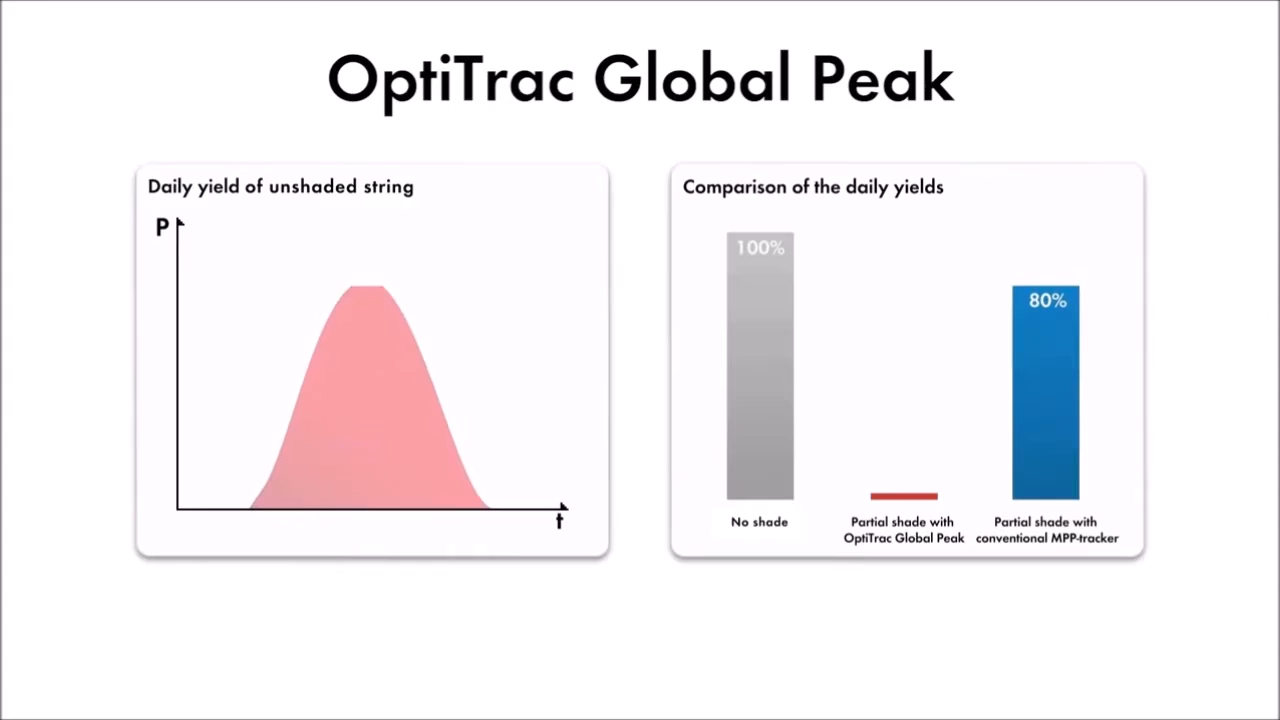 OptiTrac Global Peak
Daily yield of unshaded string
P
t
Comparison of the daily yields
100%
80%
No shade
Partial shade with
OptiTrac Global Peak
Partial shade with
conventional MPP-tracker